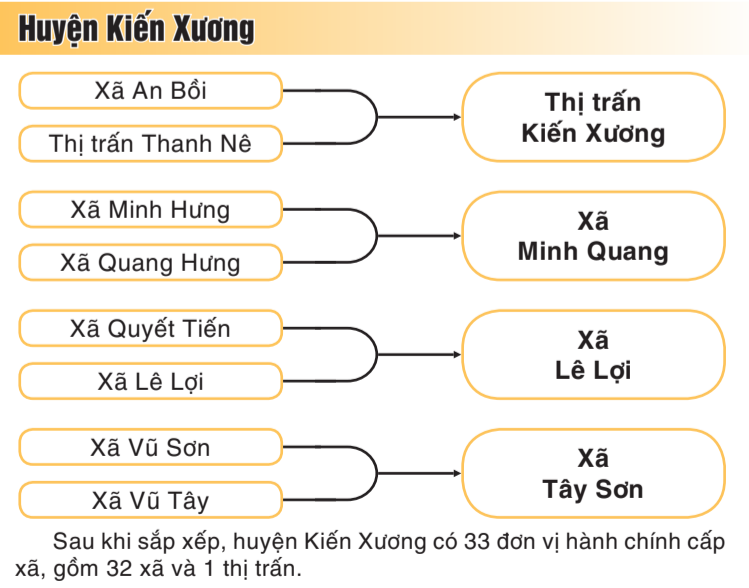 Huyện Kiến Xương
Xã An Bồi
Thị trấn Thanh Nê
Thị trấn
Kiến Xương
Xã Minh Hưng
Xã Quang Hưng
Xã
Minh Quang
Xã Quyết Tiến
Xã Lê Lợi
Xã
Lê Lợi
Xã Vũ Sơn
Xã Vũ Tây
Xã
Tây Sơn
Sau khi sắp xếp, huyện Kiến Xương có 33 đơn vị hành chính cấp
xã, gồm 32 xã và 1 thị trấn.